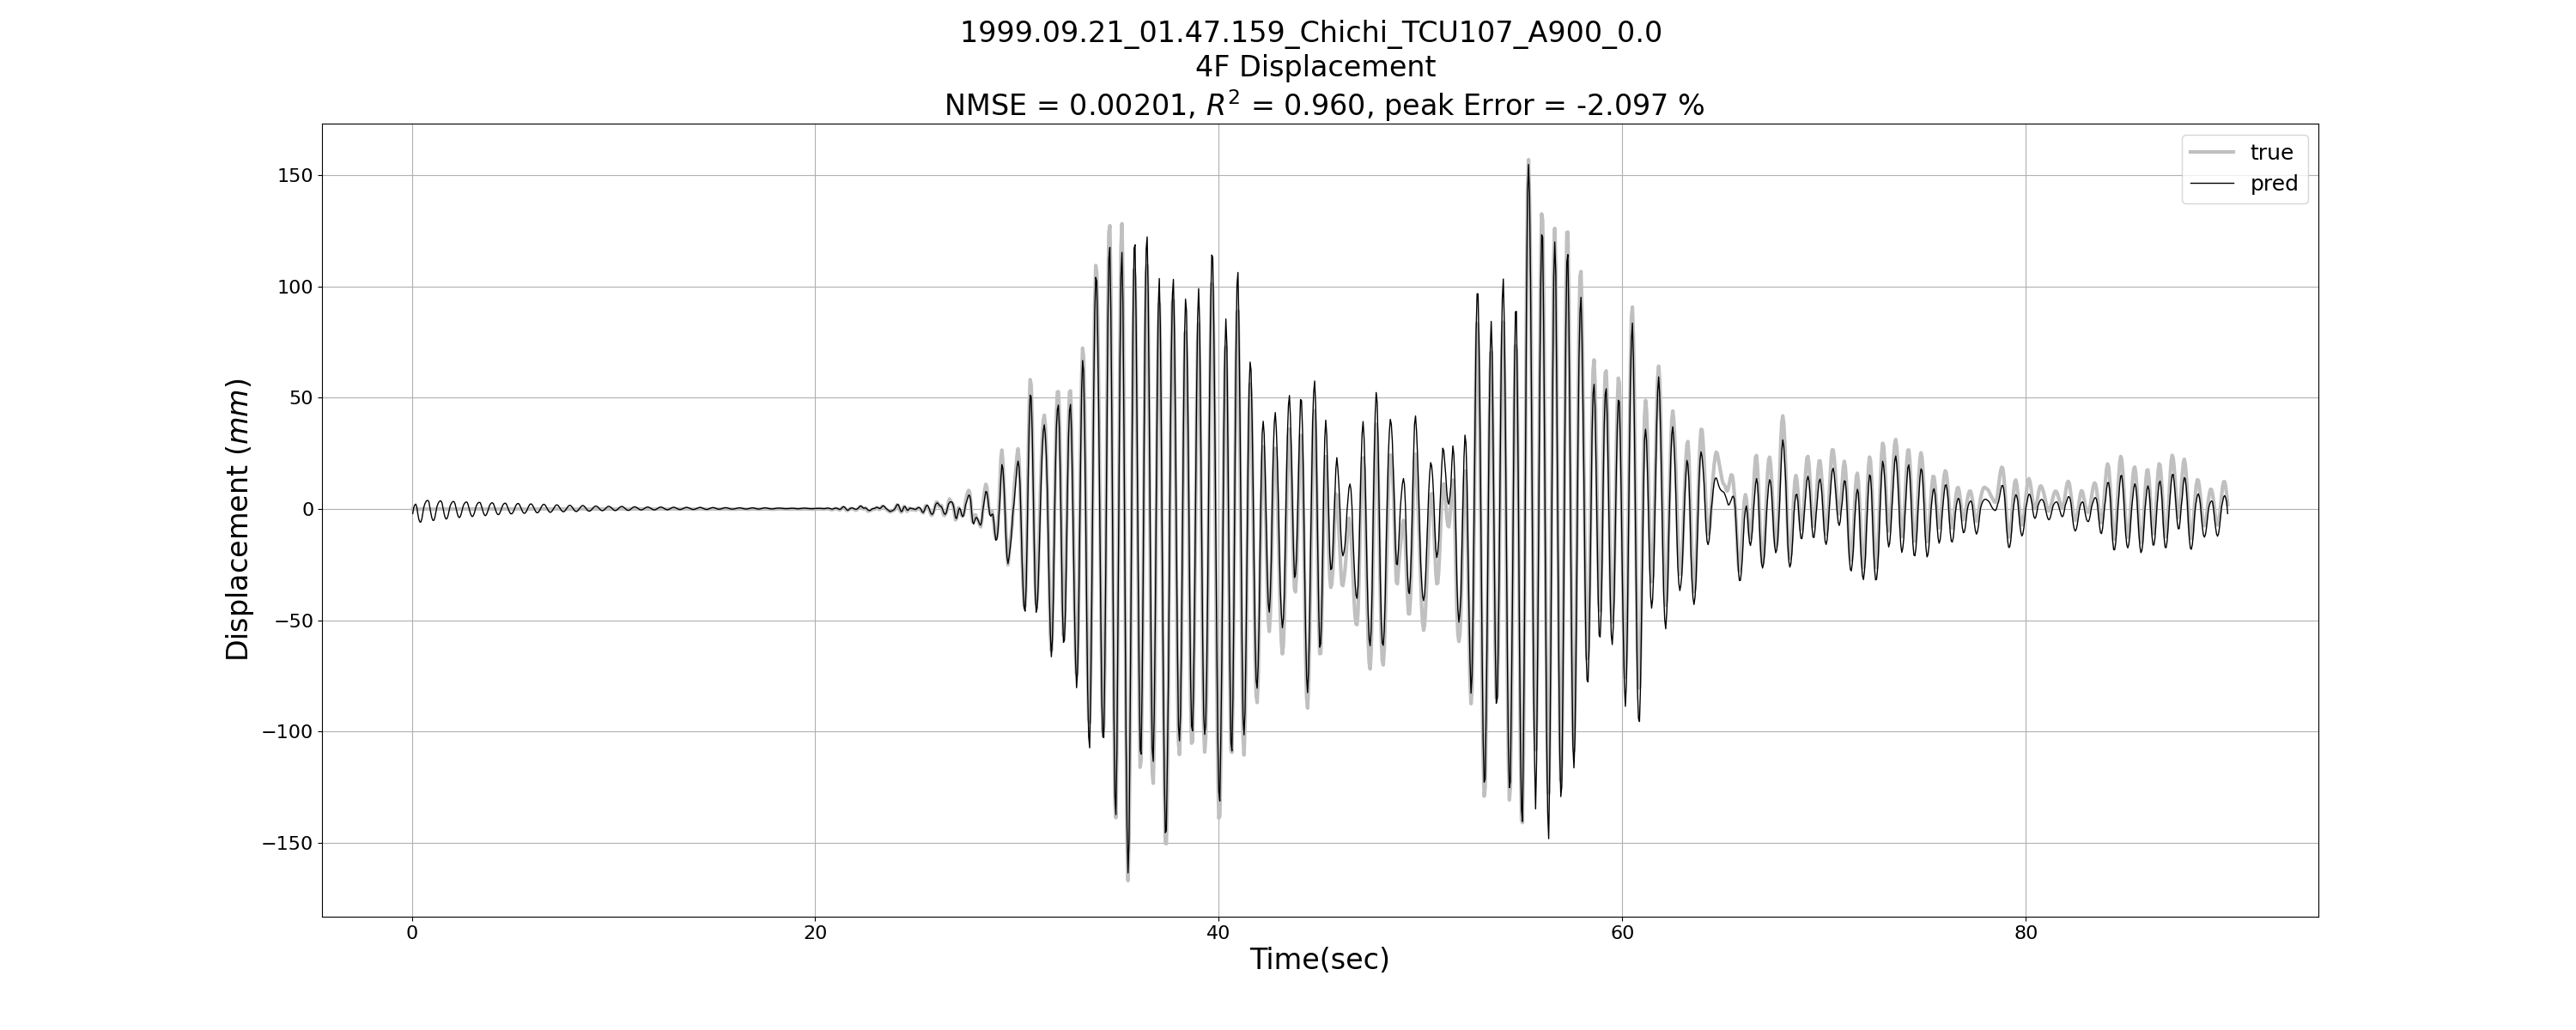 1999.09.21_01.47.159_Chichi_TCU107_A900_0.0
4F Displacement
NMSE = 0.00201, R² = 0.960, peak Error = -2.097 %
true
pred
Displacement (mm)
150
100
50
0
−50
−100
−150
0 20 40 60 80
Time(sec)